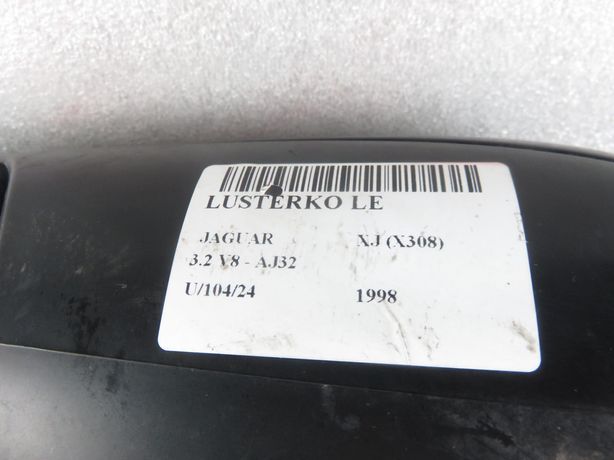 LUSTERKO LE
JAGUAR XJ (X308)
3.2 V8 - AJ32
U/104/24 1998